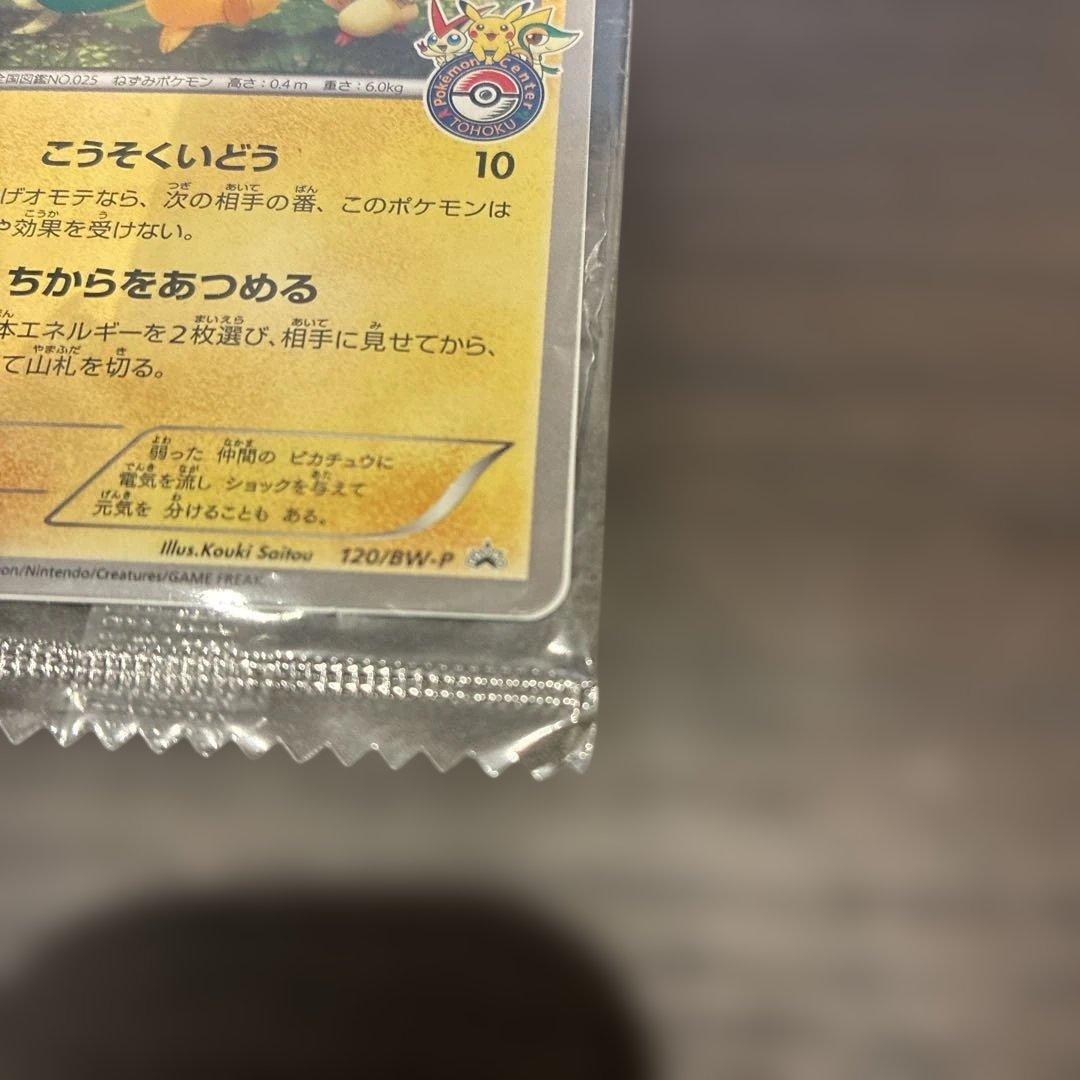 全国図鑑NO.025 ねずみポケモン 高さ:0.4m 重さ:6.0kg
Pokémon Center
TOHOKU
こうそくいどう 10
げオモテなら、次の相手の番、このポケモンは
や効果を受けない。
ちからをあつめる
本エネルギーを2枚選び、相手に見せてから、
て山札を切る。
弱った 仲間の ピカチュウに
電気を流し ショックを与えて
元気を 分けることも ある。
Illus.Kouki Saitou 120/BW-P
on/Nintendo/Creatures/GAME FREAK